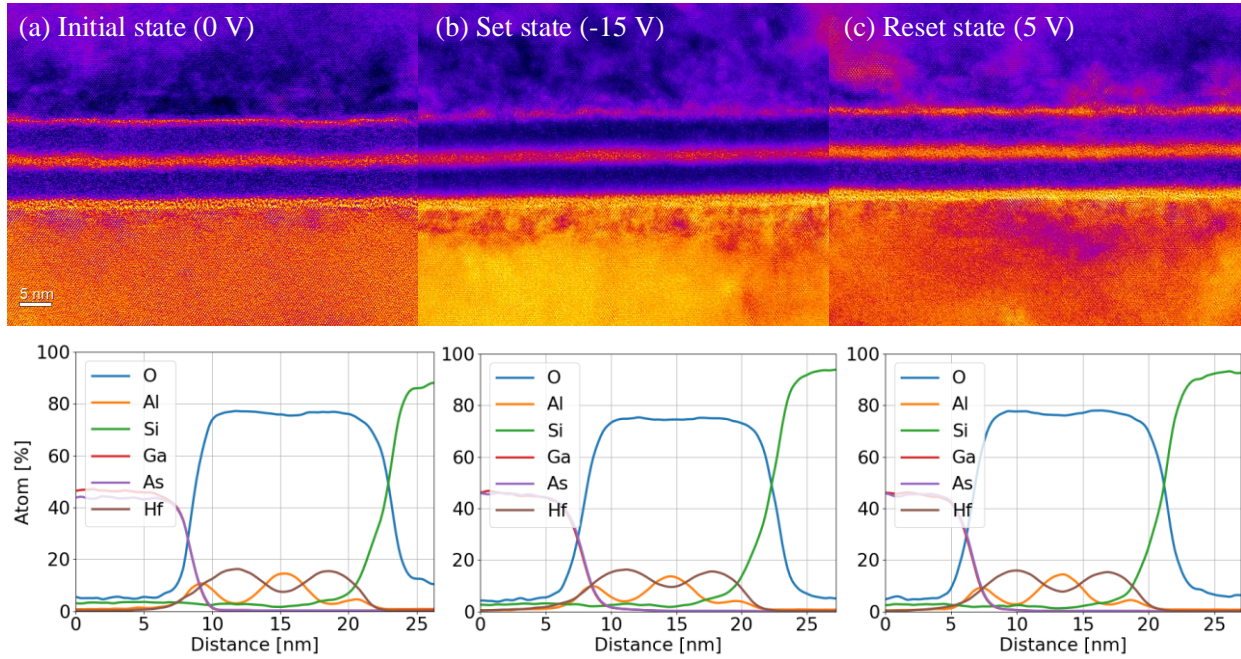 (a) Initial state (0 V)
(b) Set state (-15 V)
(c) Reset state (5 V)
5 nm
100
80
60
40
20
0
Atom [%]
O
Al
Si
Ga
As
Hf
0 5 10 15 20 25
Distance [nm]
100
80
60
40
20
0
O
Al
Si
Ga
As
Hf
0 5 10 15 20 25
Distance [nm]
100
80
60
40
20
0
O
Al
Si
Ga
As
Hf
0 5 10 15 20 25
Distance [nm]